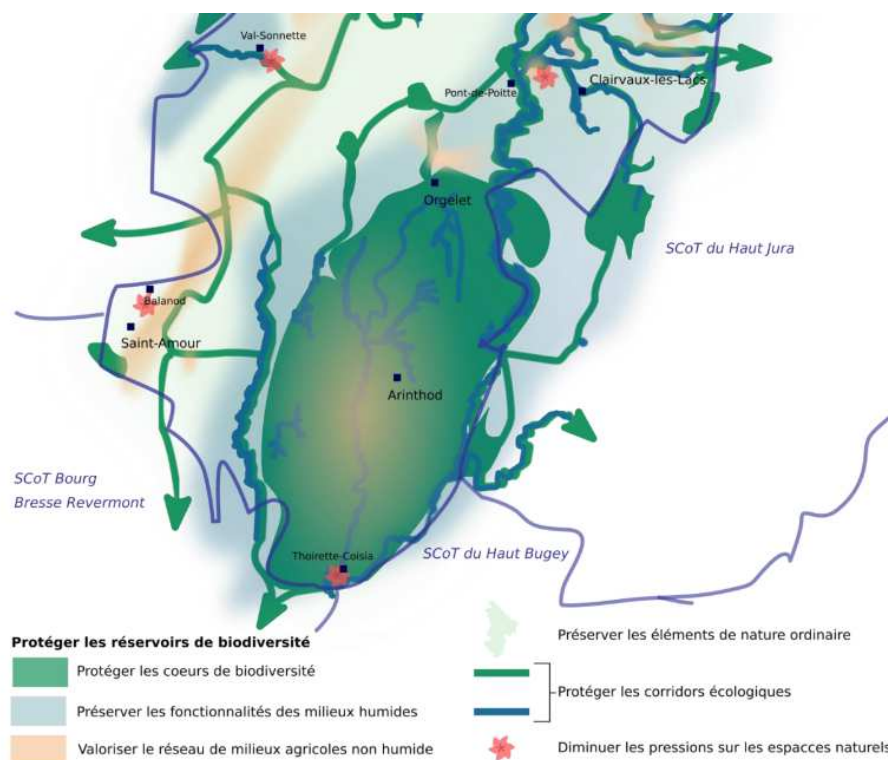 Val-Sonnette
Pont-de-Poitte
Clairvaux-les-Lacs
Orgelet
SCoT du Haut Jura
Balanod
Saint-Amour
Arinthod
SCoT Bourg
Bresse Revermont
SCoT du Haut Bugey
Thoirette-Coisia
Protéger les réservoirs de biodiversité
Protéger les coeurs de biodiversité
Préserver les fonctionnalités des milieux humides
Valoriser le réseau de milieux agricoles non humide
Préserver les éléments de nature ordinaire
Protéger les corridors écologiques
Diminuer les pressions sur les espacces naturels